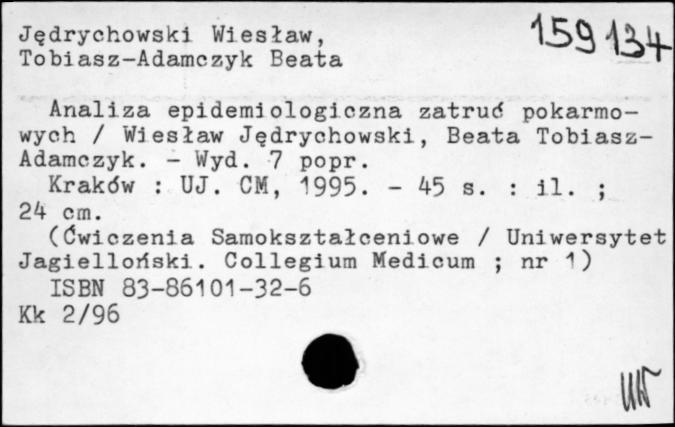 159 134
Jędrychowski Wiesław,
Tobiasz-Adamczyk Beata
Analiza epidemiologiczna zatruć pokarmo-
wych / Wiesław Jędrychowski, Beata Tobiasz-
Adamczyk. - Wyd. 7 popr.
Kraków : UJ. CM, 1995. - 45 s. : il. ;
24 cm.
(Ćwiczenia Samokształceniowe / Uniwersytet
Jagielloński. Collegium Medicum ; nr 1)
ISBN 83-86101-32-6
Kk 2/96